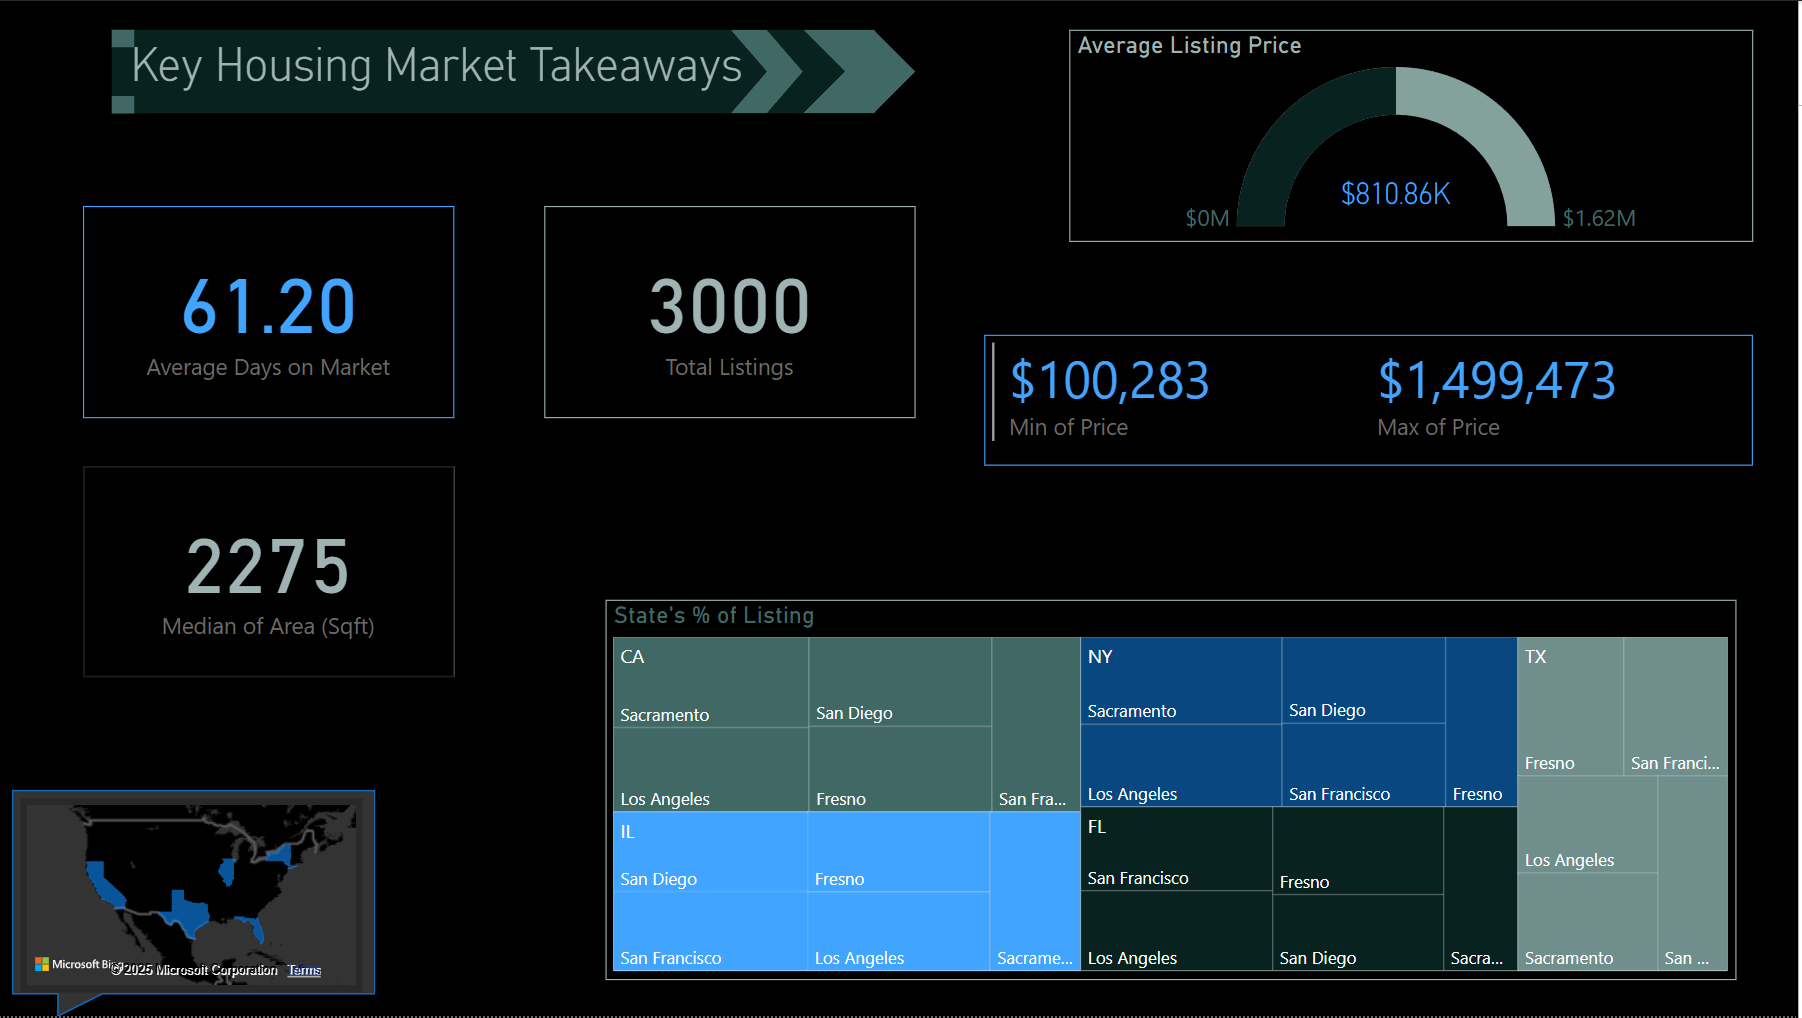 Key Housing Market Takeaways
Average Listing Price
$810.86K
$0M
$1.62M
61.20
Average Days on Market
3000
Total Listings
$100,283
Min of Price
$1,499,473
Max of Price
2275
Median of Area (Sqft)
State's % of Listing
CA
Sacramento
San Diego
Los Angeles
Fresno
San Fra...
NY
Sacramento
San Diego
Los Angeles
San Francisco
Fresno
TX
Fresno
San Franci...
Los Angeles
Sacramento
San ...
IL
San Diego
Fresno
San Francisco
Los Angeles
Sacrame...
FL
San Francisco
Fresno
Los Angeles
San Diego
Sacra...
Microsoft Bing
©2025 Microsoft Corporation Terms